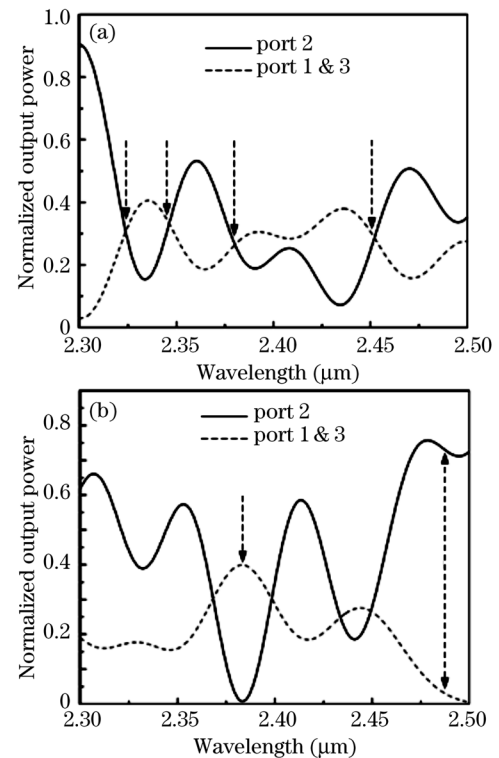 (a)
port 2
port 1 & 3
Normalized output power
1.0
0.8
0.6
0.4
0.2
0
2.30 2.35 2.40 2.45 2.50
Wavelength (μm)
(b)
port 2
port 1 & 3
Normalized output power
0.8
0.6
0.4
0.2
0
2.30 2.35 2.40 2.45 2.50
Wavelength (μm)